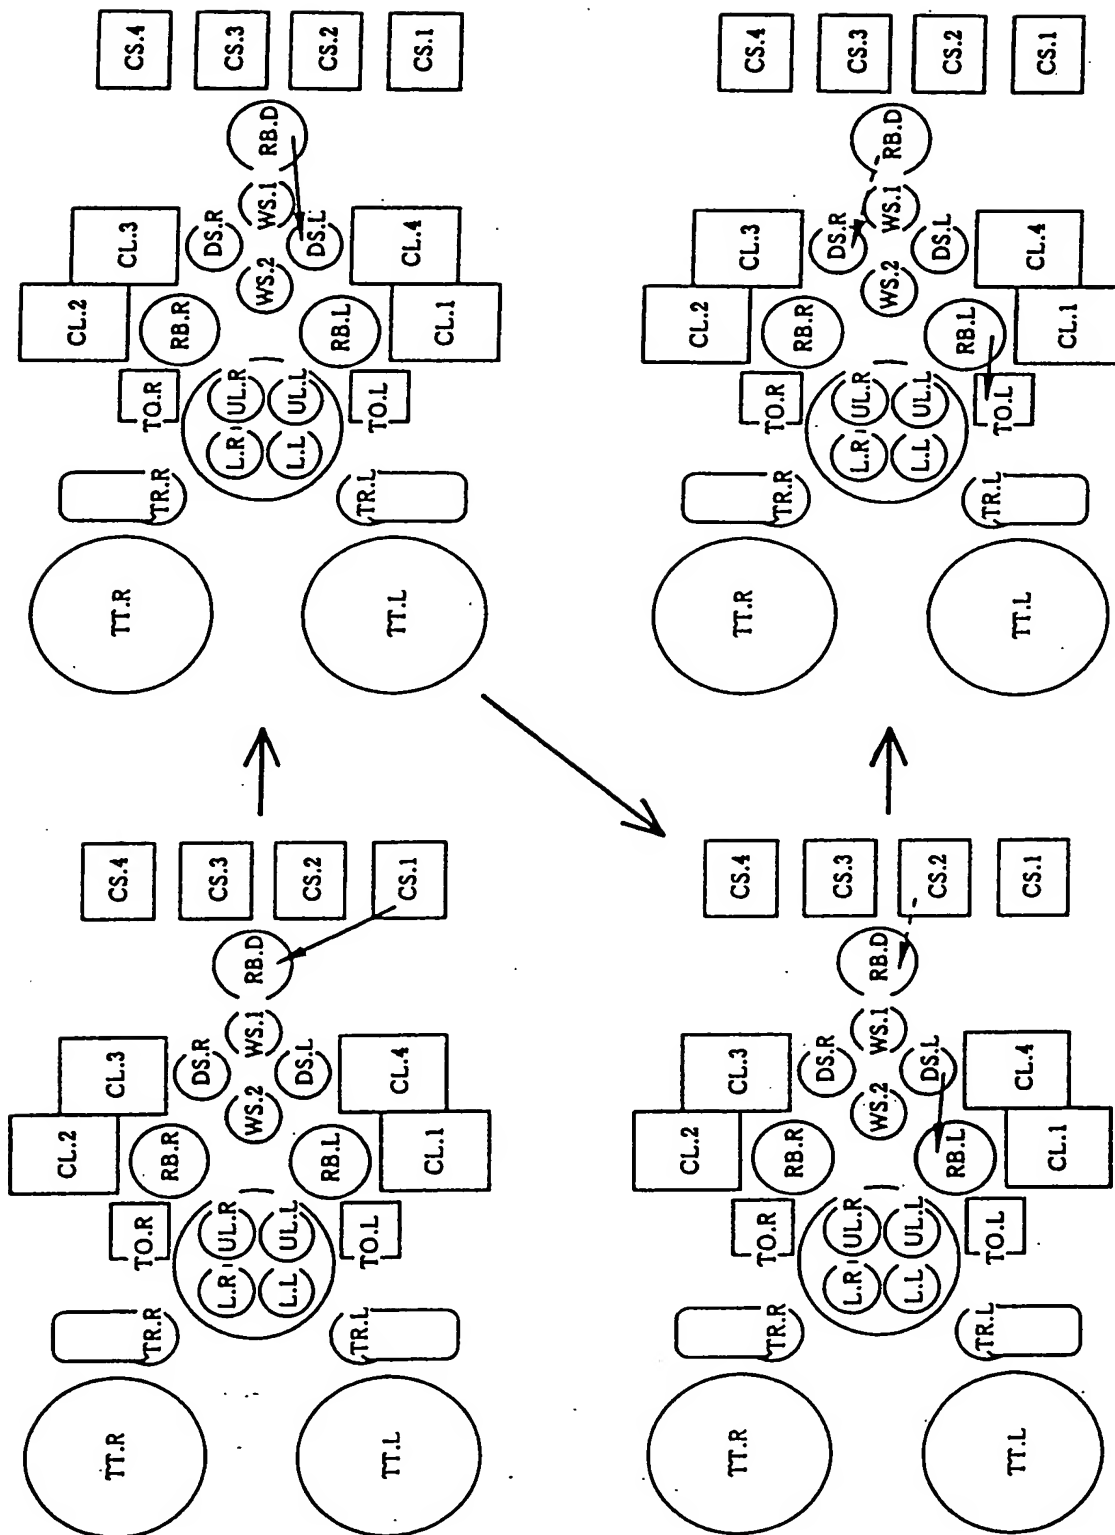 TT.L TT.R
TR.L TR.R
L.L L.R
TO.L UL.L UL.R TO.R
CL.1 RB.L RB.R CL.2
WS.2
CL.4 DS.L DS.R CL.3
WS.1
RB.D
CS.1 CS.2 CS.3 CS.4
TT.L TT.R
TR.L TR.R
L.L L.R
TO.L UL.L UL.R TO.R
CL.1 RB.L RB.R CL.2
WS.2
CL.4 DS.L DS.R CL.3
WS.1
RB.D
CS.1 CS.2 CS.3 CS.4
TT.L TT.R
TR.L TR.R
L.L L.R
TO.L UL.L UL.R TO.R
CL.1 RB.L RB.R CL.2
WS.2
CL.4 DS.L DS.R CL.3
WS.1
RB.D
CS.1 CS.2 CS.3 CS.4
TT.L TT.R
TR.L TR.R
L.L L.R
TO.L UL.L UL.R TO.R
CL.1 RB.L RB.R CL.2
WS.2
CL.4 DS.L DS.R CL.3
WS.1
RB.D
CS.1 CS.2 CS.3 CS.4